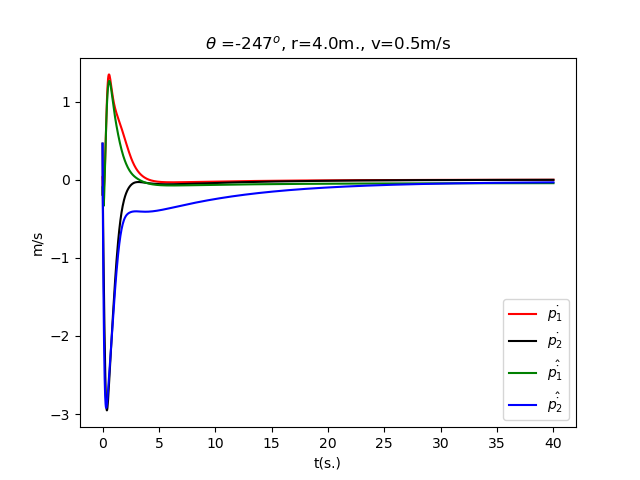 θ =-247°, r=4.0m., v=0.5m/s
m/s
1
0
−1
−2
−3
0 5 10 15 20 25 30 35 40
t(s.)
ṗ₁
ṗ₂
ṗ̂₁
ṗ̂₂